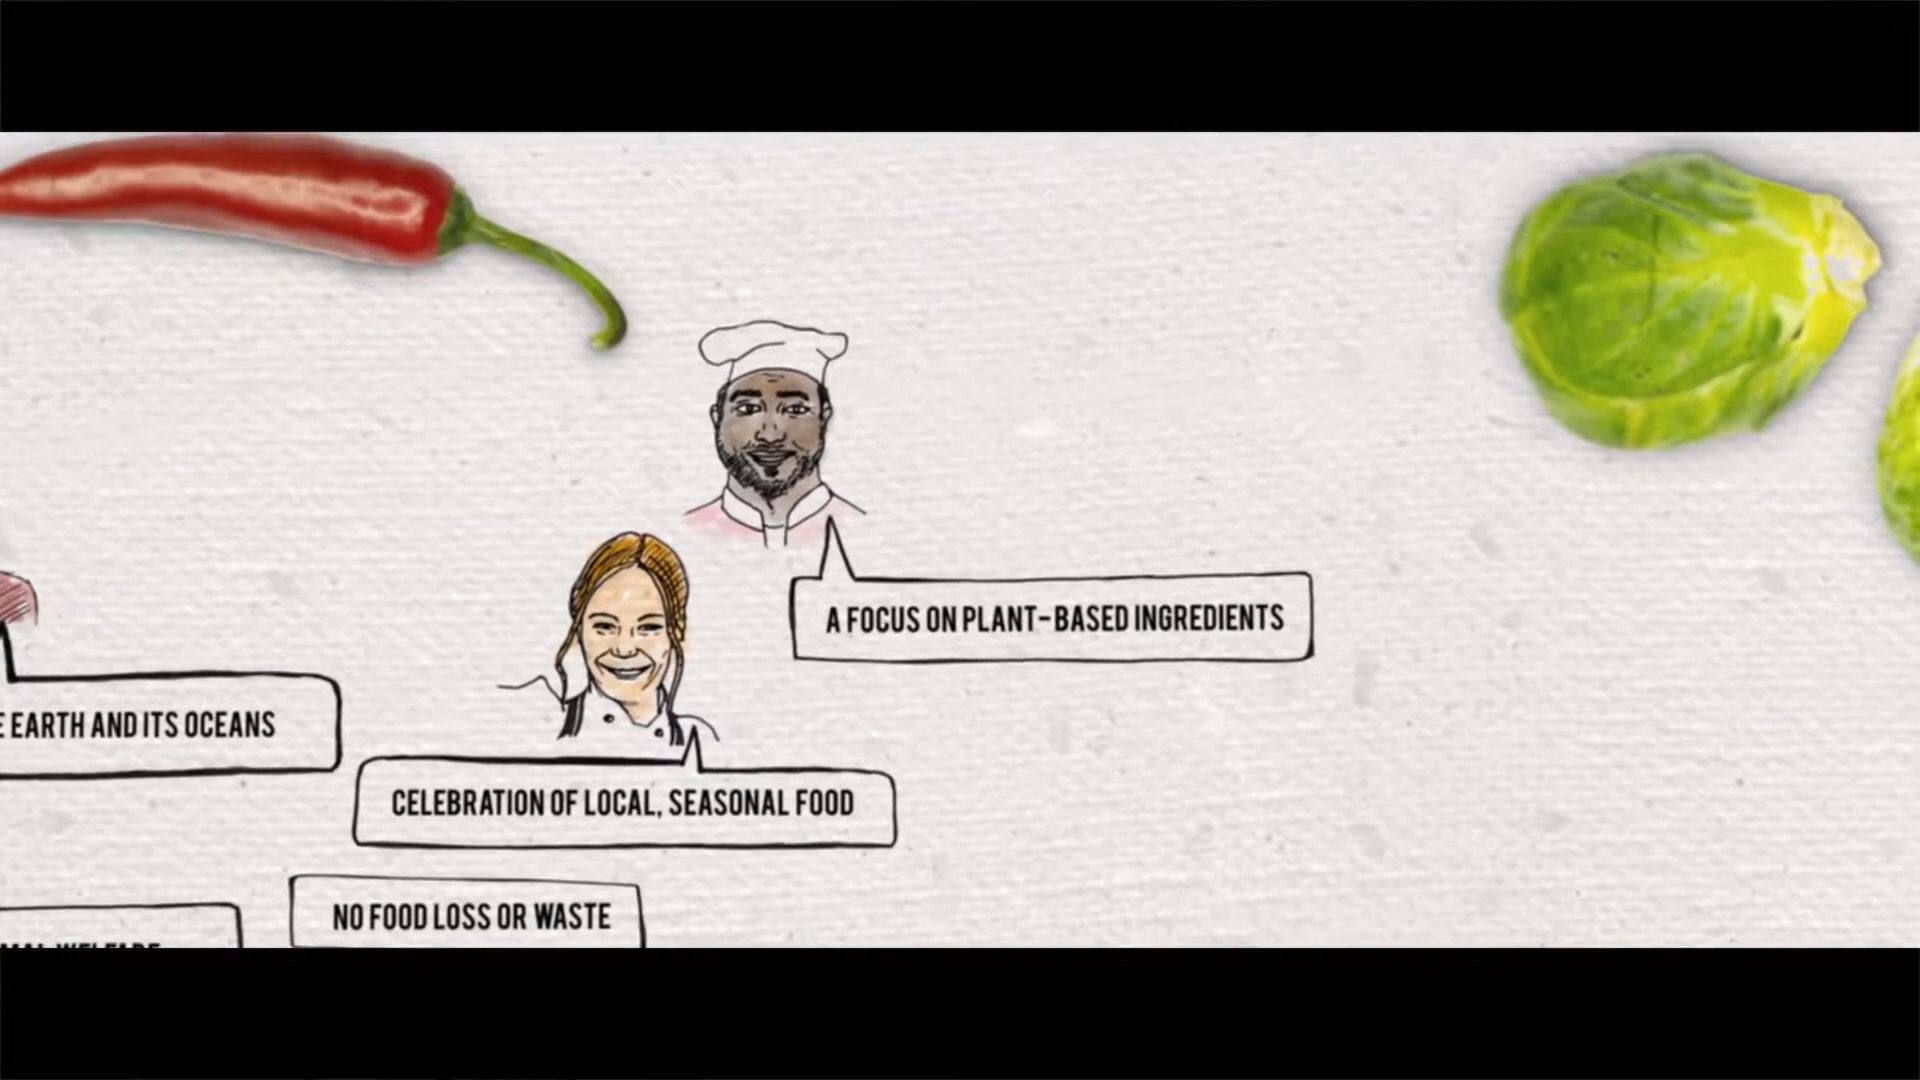 A FOCUS ON PLANT-BASED INGREDIENTS
EARTH AND ITS OCEANS
CELEBRATION OF LOCAL, SEASONAL FOOD
NO FOOD LOSS OR WASTE
WELFARE